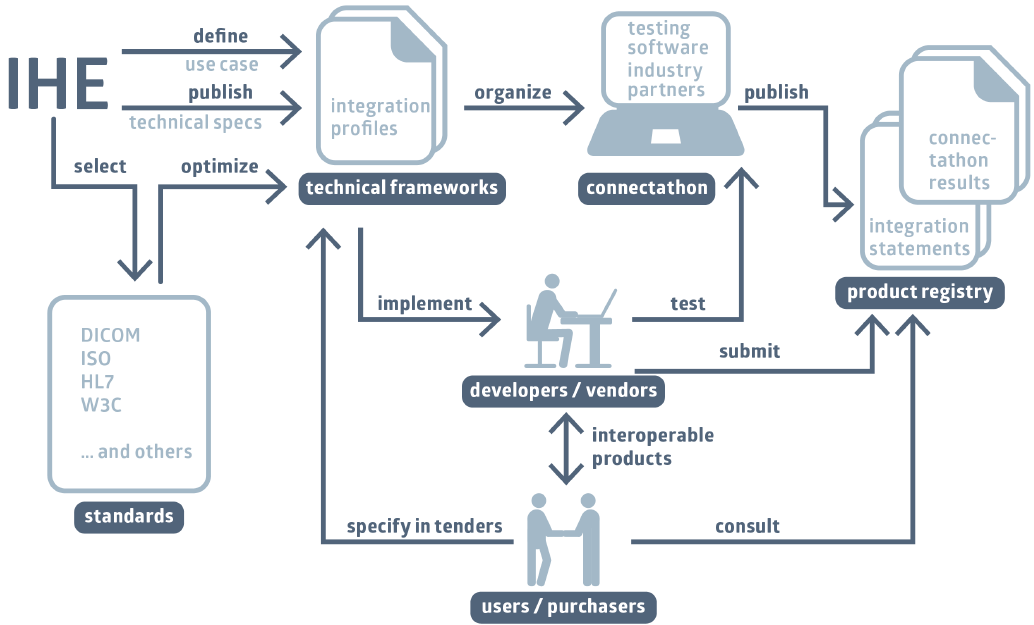 IHE
define
use case
publish
technical specs
select
optimize
integration
profiles
technical frameworks
organize
testing
software
industry
partners
connectathon
publish
connec-
tathon
results
integration
statements
product registry
DICOM
ISO
HL7
W3C
... and others
standards
implement
test
submit
developers / vendors
interoperable
products
specify in tenders
consult
users / purchasers